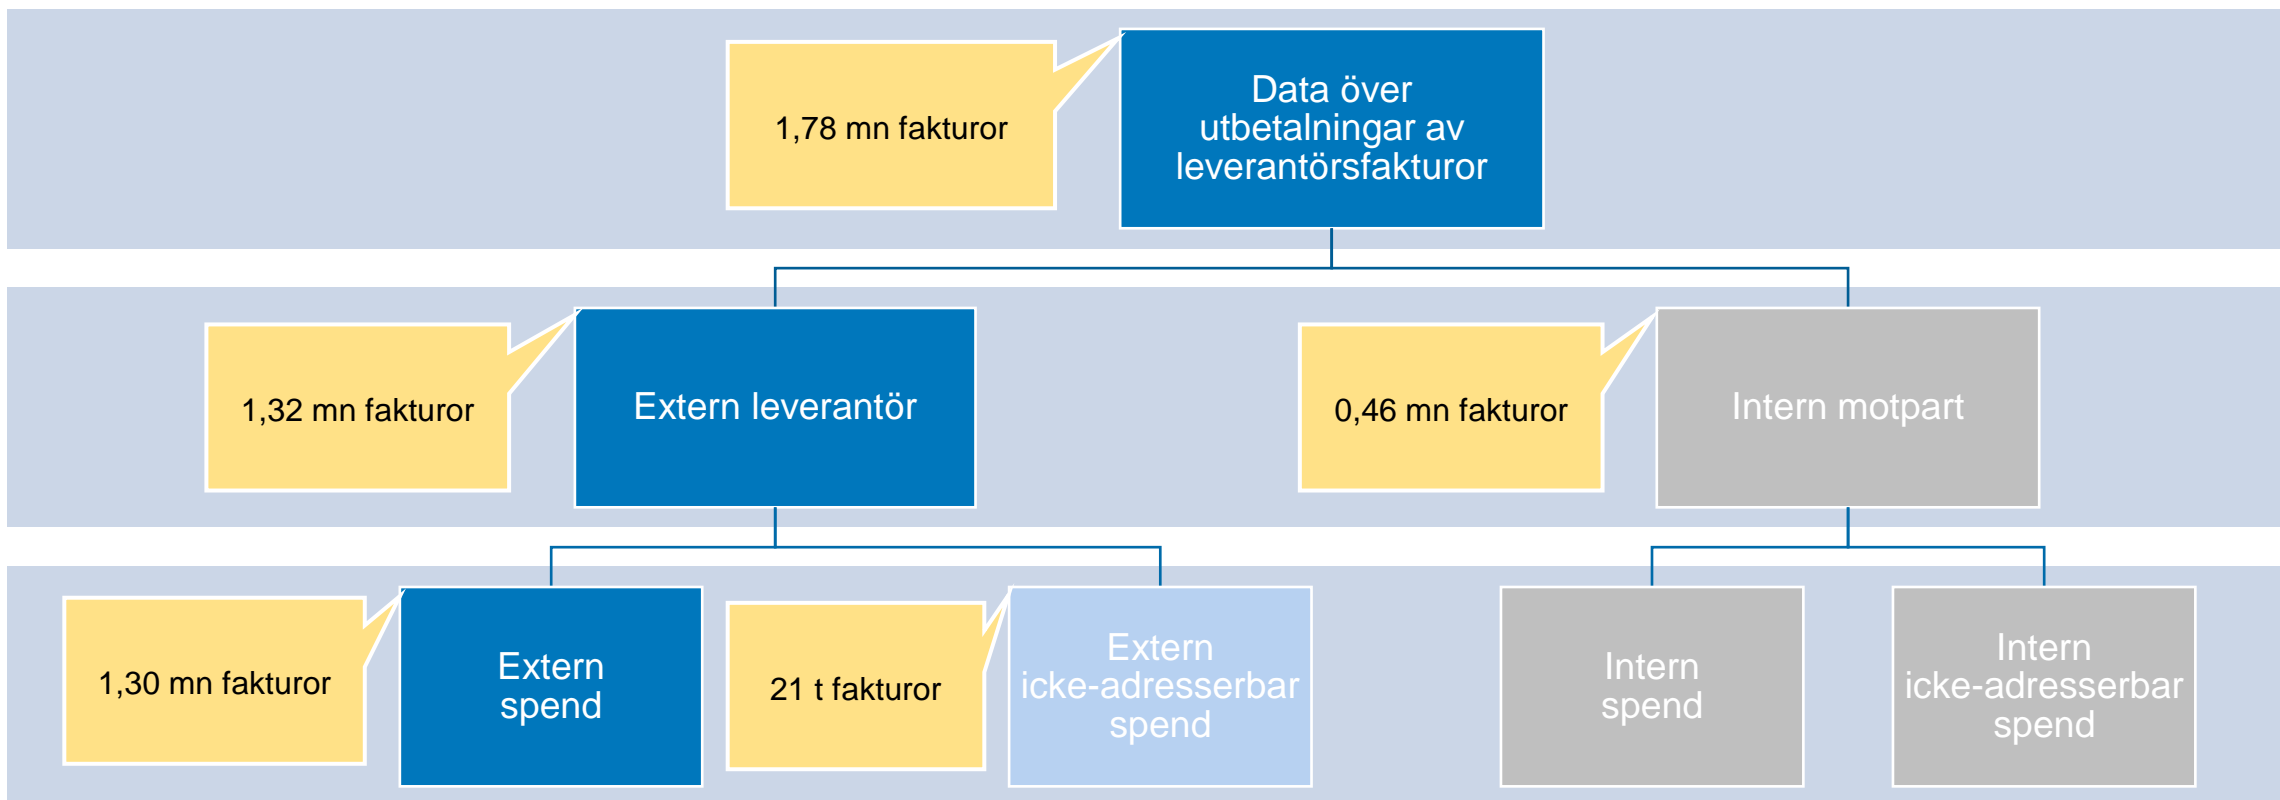 1,78 mn fakturor
Data över
utbetalningar av
leverantörsfakturor
1,32 mn fakturor
Extern leverantör
0,46 mn fakturor
Intern motpart
1,30 mn fakturor
Extern
spend
21 t fakturor
Extern
icke-adresserbar
spend
Intern
spend
Intern
icke-adresserbar
spend